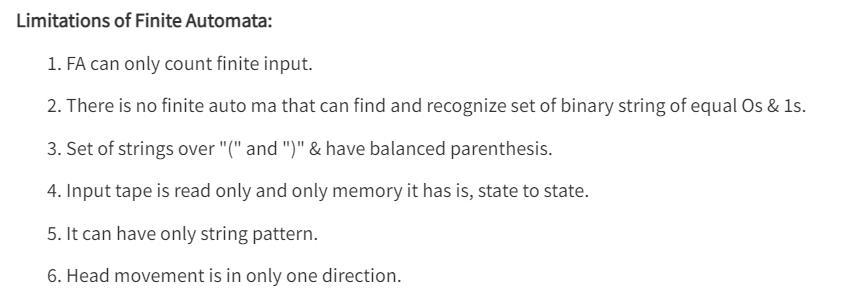 Limitations of Finite Automata:
1. FA can only count finite input.
2. There is no finite auto ma that can find and recognize set of binary string of equal Os & 1s.
3. Set of strings over "(" and ")" & have balanced parenthesis.
4. Input tape is read only and only memory it has is, state to state.
5. It can have only string pattern.
6. Head movement is in only one direction.